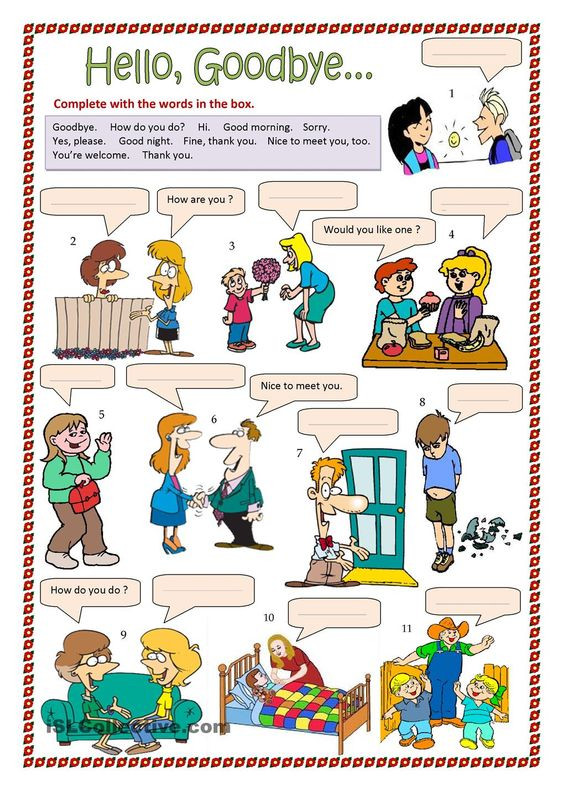 Hello, Goodbye...
Complete with the words in the box.
Goodbye. How do you do? Hi. Good morning. Sorry.
Yes, please. Good night. Fine, thank you. Nice to meet you, too.
You're welcome. Thank you.
1
How are you ?
2
3
Would you like one ?
4
5
6
Nice to meet you.
7
8
How do you do ?
9
10
11
iSLCollective.com